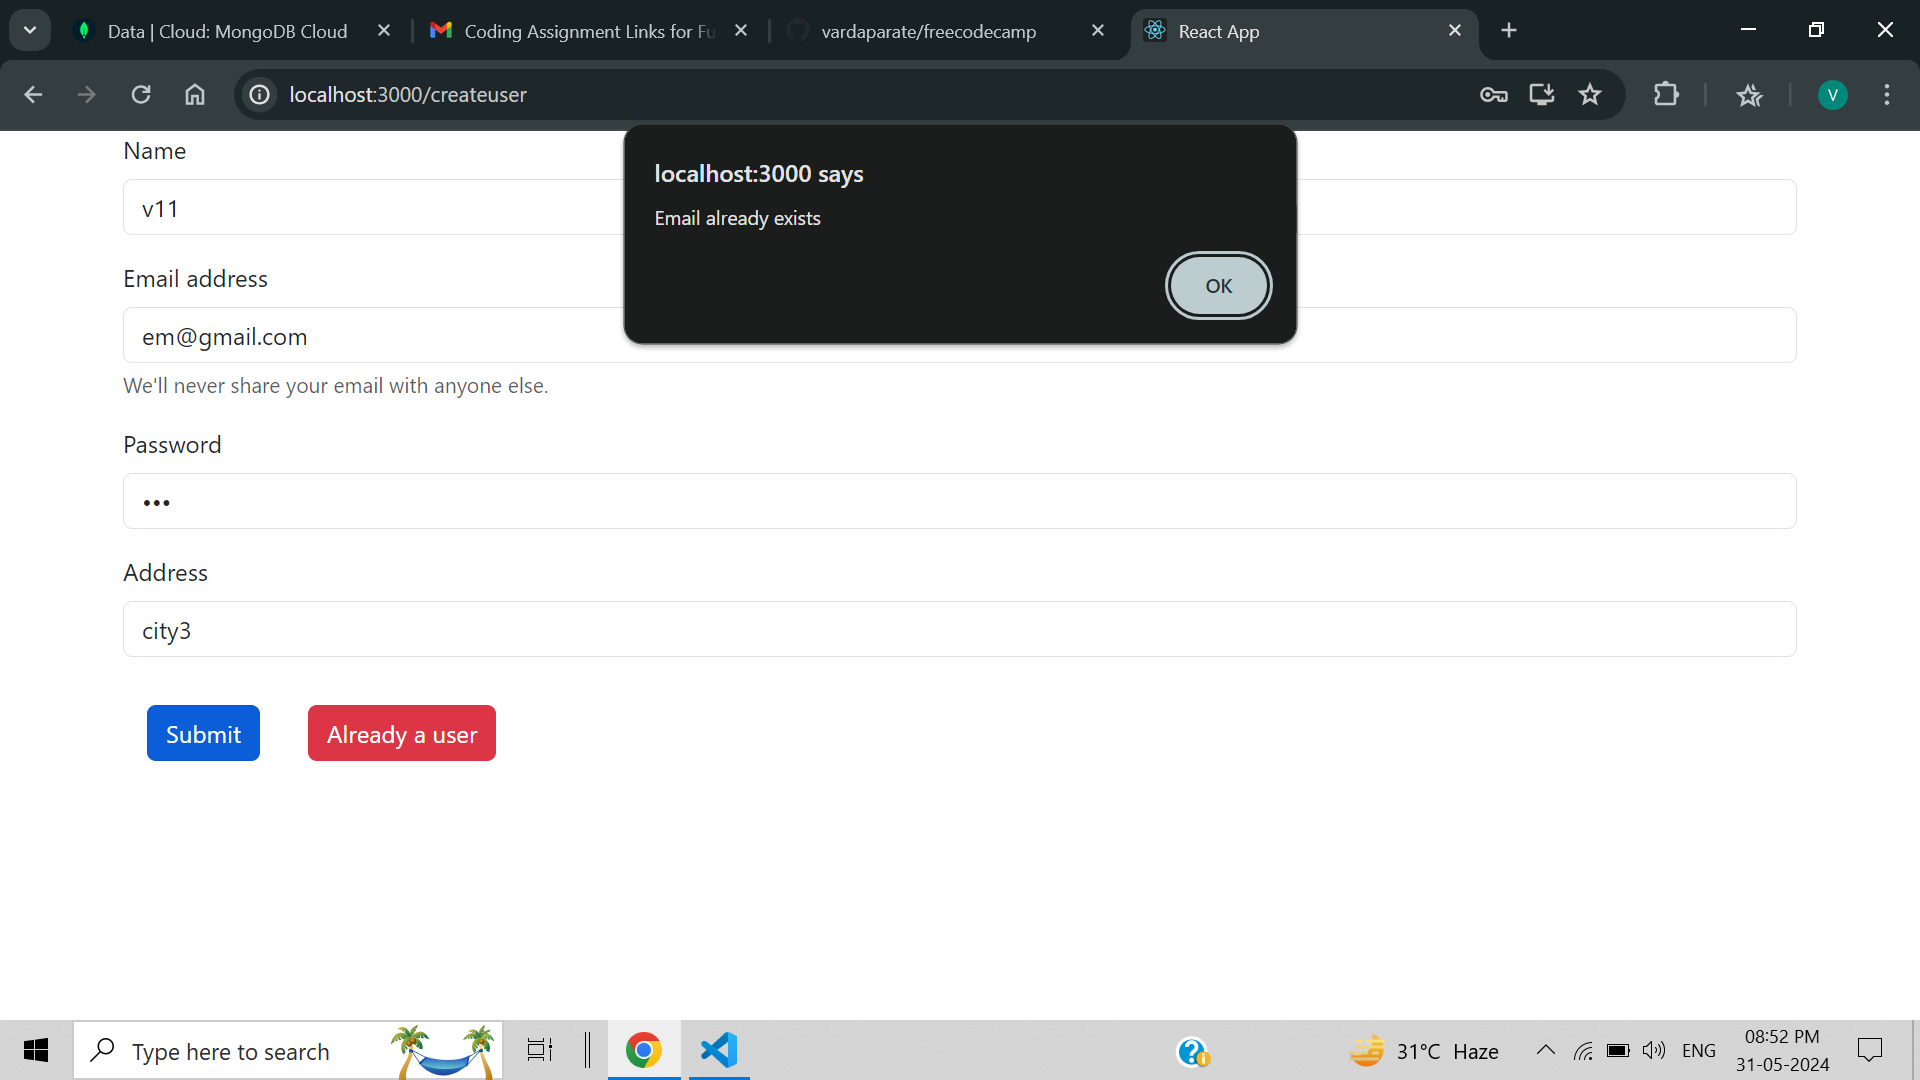 Data | Cloud: MongoDB Cloud
Coding Assignment Links for Fu
vardaparate/freecodecamp
React App
localhost:3000/createuser
V
localhost:3000 says
Email already exists
OK
Name
v11
Email address
em@gmail.com
We'll never share your email with anyone else.
Password
•••
Address
city3
Submit
Already a user
Type here to search
31°C Haze
ENG
08:52 PM
31-05-2024